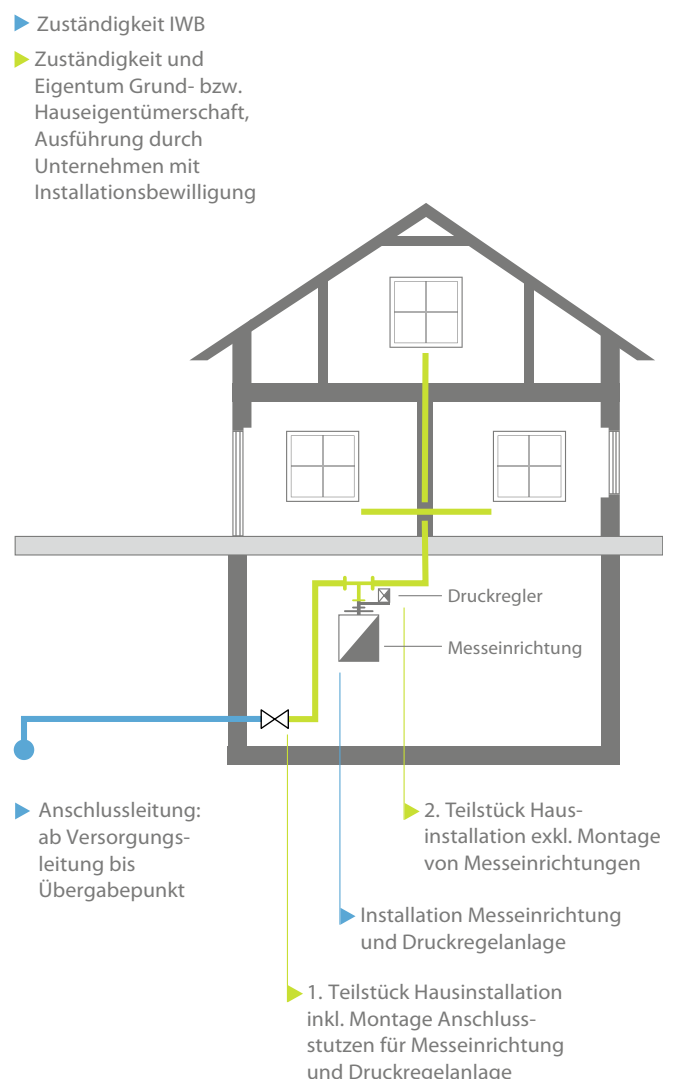 Zuständigkeit IWB
Zuständigkeit und
Eigentum Grund- bzw.
Hauseigentümerschaft,
Ausführung durch
Unternehmen mit
Installationsbewilligung
Druckregler
Messeinrichtung
Anschlussleitung:
ab Versorgungs-
leitung bis
Übergabepunkt
2. Teilstück Haus-
installation exkl. Montage
von Messeinrichtungen
Installation Messeinrichtung
und Druckregelanlage
1. Teilstück Hausinstallation
inkl. Montage Anschluss-
stutzen für Messeinrichtung
und Druckregelanlage